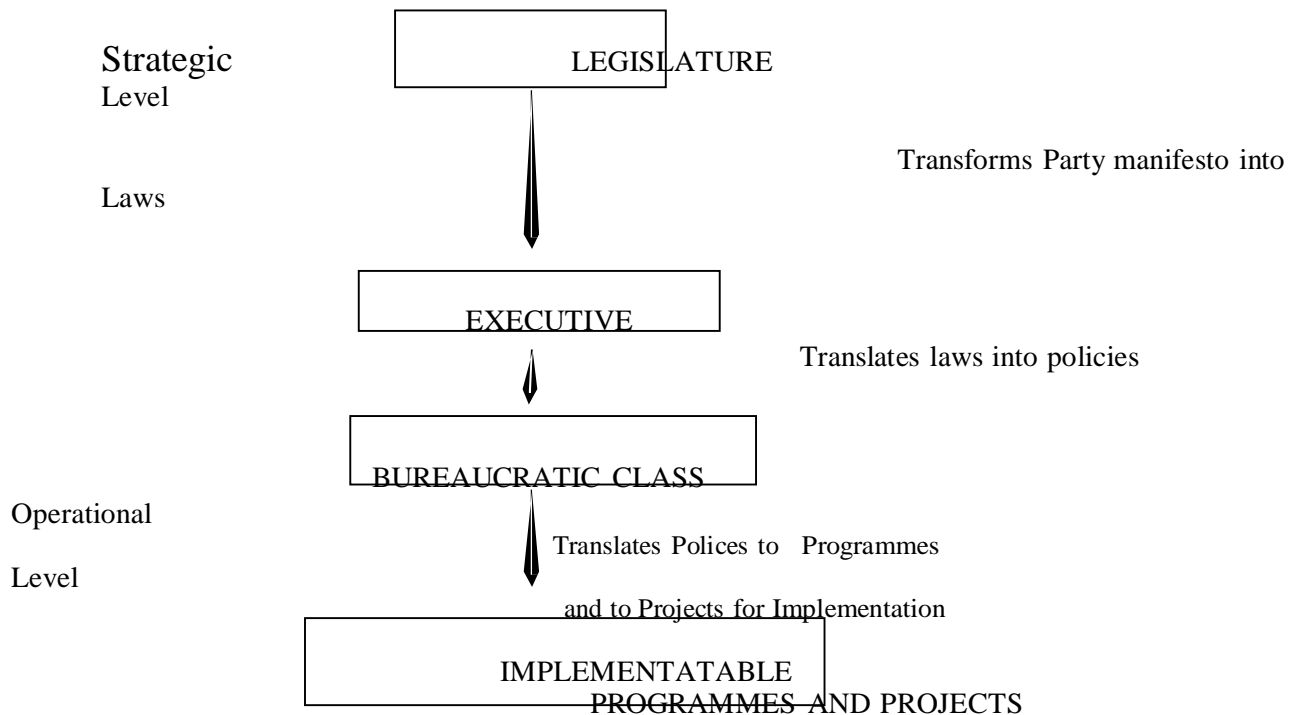 Strategic LEGISLATURE
Level
Transforms Party manifesto into
Laws
EXECUTIVE
Translates laws into policies
BUREAUCRATIC CLASS
Operational
Translates Polices to Programmes
Level
and to Projects for Implementation
IMPLEMENTATABLE
PROGRAMMES AND PROJECTS